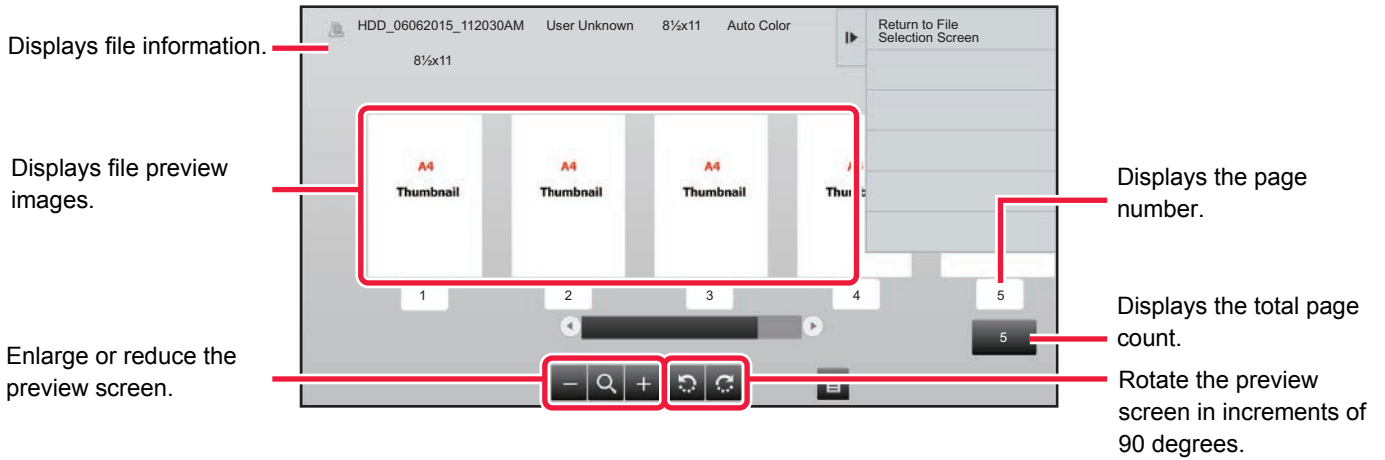 Displays file information.
HDD_06062015_112030AM User Unknown 8½x11 Auto Color
8½x11
Return to File
Selection Screen
Displays file preview
images.
A4
Thumbnail
A4
Thumbnail
A4
Thumbnail
1
2
3
4
5
5
Displays the page
number.
Displays the total page
count.
Enlarge or reduce the
preview screen.
Rotate the preview
screen in increments of
90 degrees.